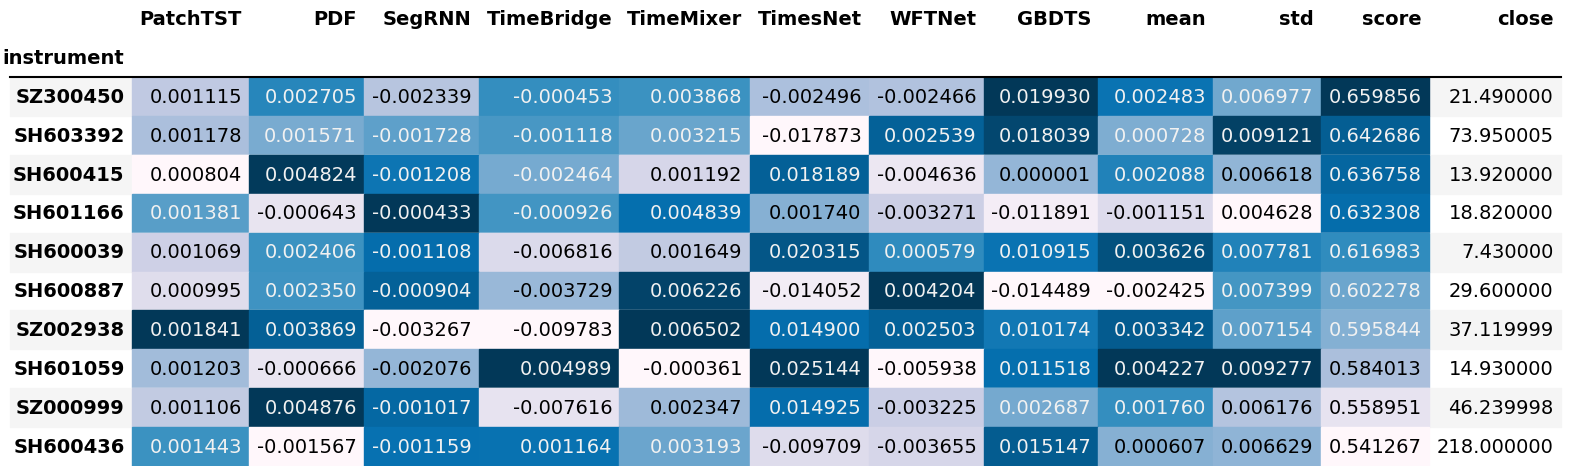 PatchTST PDF SegRNN TimeBridge TimeMixer TimesNet WFTNet GBDTS mean std score close
instrument
SZ300450 0.001115 0.002705 -0.002339 -0.000453 0.003868 -0.002496 -0.002466 0.019930 0.002483 0.006977 0.659856 21.490000
SH603392 0.001178 0.001571 -0.001728 -0.001118 0.003215 -0.017873 0.002539 0.018039 0.000728 0.009121 0.642686 73.950005
SH600415 0.000804 0.004824 -0.001208 -0.002464 0.001192 0.018189 -0.004636 0.000001 0.002088 0.006618 0.636758 13.920000
SH601166 0.001381 -0.000643 -0.000433 -0.000926 0.004839 0.001740 -0.003271 -0.011891 -0.001151 0.004628 0.632308 18.820000
SH600039 0.001069 0.002406 -0.001108 -0.006816 0.001649 0.020315 0.000579 0.010915 0.003626 0.007781 0.616983 7.430000
SH600887 0.000995 0.002350 -0.000904 -0.003729 0.006226 -0.014052 0.004204 -0.014489 -0.002425 0.007399 0.602278 29.600000
SZ002938 0.001841 0.003869 -0.003267 -0.009783 0.006502 0.014900 0.002503 0.010174 0.003342 0.007154 0.595844 37.119999
SH601059 0.001203 -0.000666 -0.002076 0.004989 -0.000361 0.025144 -0.005938 0.011518 0.004227 0.009277 0.584013 14.930000
SZ000999 0.001106 0.004876 -0.001017 -0.007616 0.002347 0.014925 -0.003225 0.002687 0.001760 0.006176 0.558951 46.239998
SH600436 0.001443 -0.001567 -0.001159 0.001164 0.003193 -0.009709 -0.003655 0.015147 0.000607 0.006629 0.541267 218.000000